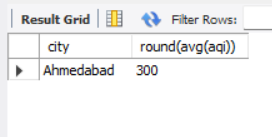 Result Grid Filter Rows:
city round(avg(aqi))
Ahmedabad 300